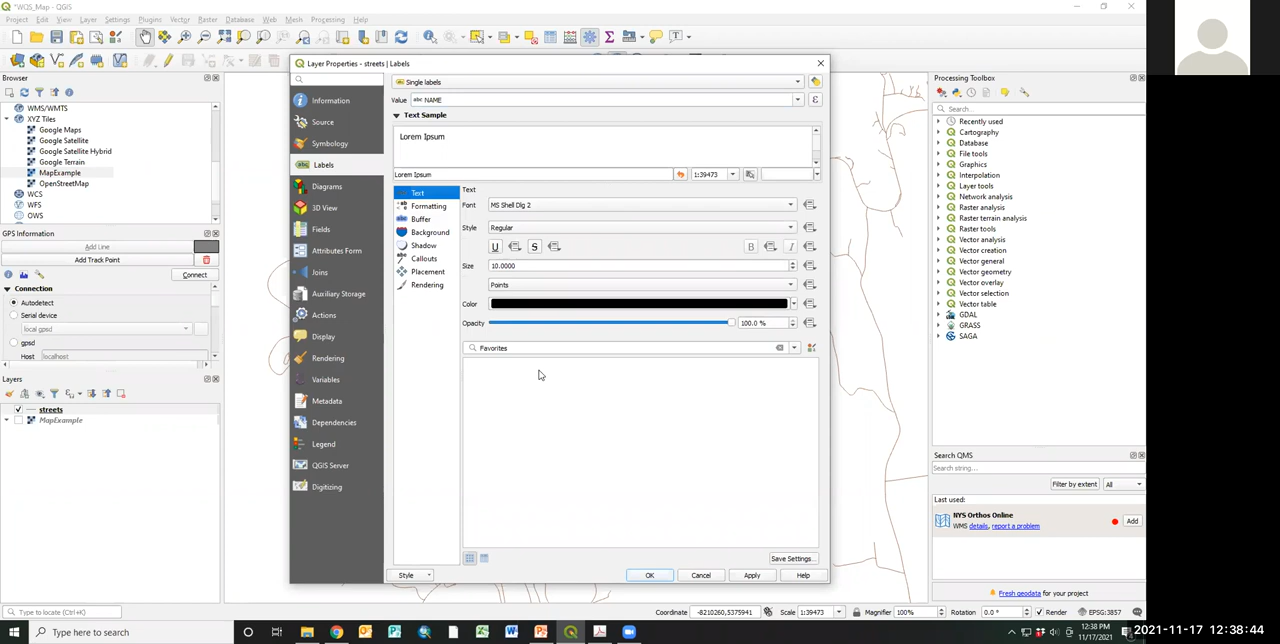 *WQS_Map - QGIS
Project Edit View Layer Settings Plugins Vector Raster Database Web Mesh Processing Help
Browser
WMS/WMTS
XYZ Tiles
Google Maps
Google Satellite
Google Satellite Hybrid
Google Terrain
MapExample
OpenStreetMap
WCS
WFS
OWS
GPS Information
Add Line
Add Track Point
Connect
Connection
Autodetect
Serial device
local gpsd
gpsd
Host localhost
Layers
streets
MapExample
Layer Properties - streets | Labels
Information
Source
Symbology
Labels
Diagrams
3D View
Fields
Attributes Form
Joins
Auxiliary Storage
Actions
Display
Rendering
Variables
Metadata
Dependencies
Legend
QGIS Server
Digitizing
Single labels
Value abc NAME
Text Sample
Lorem Ipsum
Lorem Ipsum 1:39473
Text
Formatting
Buffer
Background
Shadow
Callouts
Placement
Rendering
Text
Font MS Shell Dlg 2
Style Regular
U S B I
Size 10.0000
Points
Color
Opacity 100.0 %
Favorites
Save Settings...
Style OK Cancel Apply Help
Processing Toolbox
Search...
Recently used
Cartography
Database
File tools
Graphics
Interpolation
Layer tools
Network analysis
Raster analysis
Raster terrain analysis
Raster tools
Vector analysis
Vector creation
Vector general
Vector geometry
Vector overlay
Vector selection
Vector table
GDAL
GRASS
SAGA
Search QMS
Search string...
Filter by extent All
Last used:
NYS Orthos Online
WMS details, report a problem
Add
Fresh geodata for your project
Type to locate (Ctrl+K)
Coordinate -8210260,5375941 Scale 1:39473 Magnifier 100% Rotation 0.0 ° Render EPSG:3857
Type here to search
12:38 PM
11/17/2021
2021-11-17 12:38:44